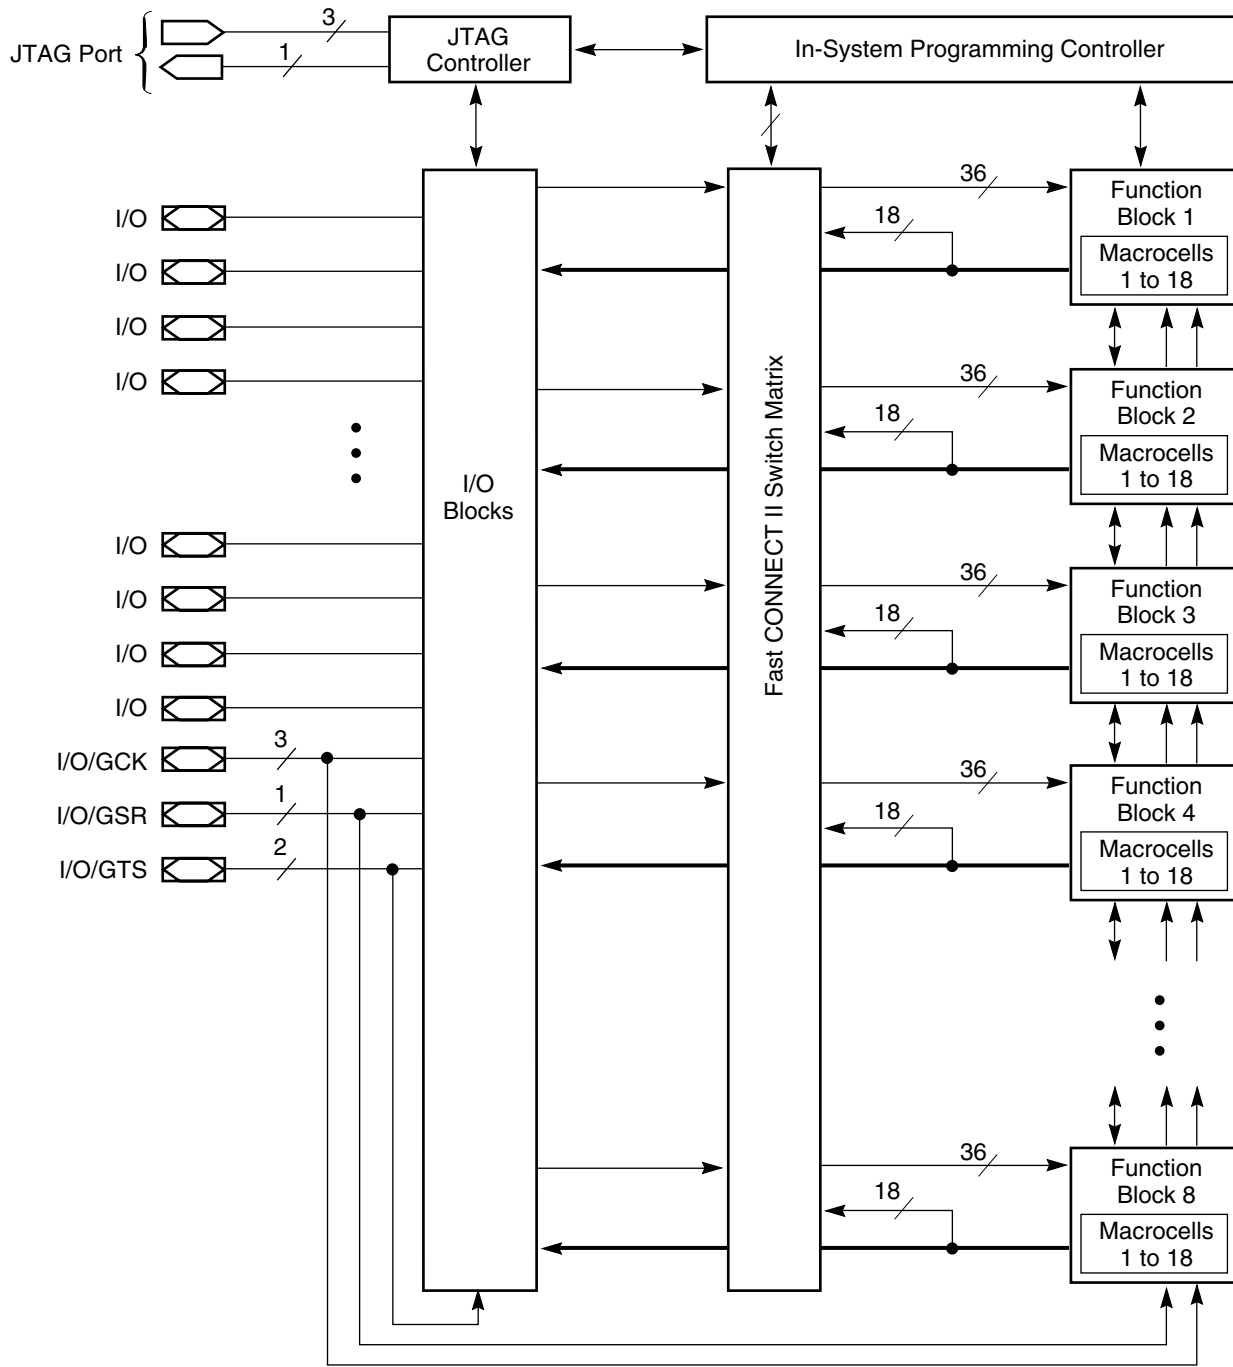 JTAG Port
3
1
JTAG
Controller
In-System Programming Controller
I/O
I/O
I/O
I/O
I/O
I/O
I/O
I/O
I/O/GCK
3
I/O/GSR
1
I/O/GTS
2
I/O
Blocks
Fast CONNECT II Switch Matrix
36
18
Function
Block 1
Macrocells
1 to 18
36
18
Function
Block 2
Macrocells
1 to 18
36
18
Function
Block 3
Macrocells
1 to 18
36
18
Function
Block 4
Macrocells
1 to 18
36
18
Function
Block 8
Macrocells
1 to 18